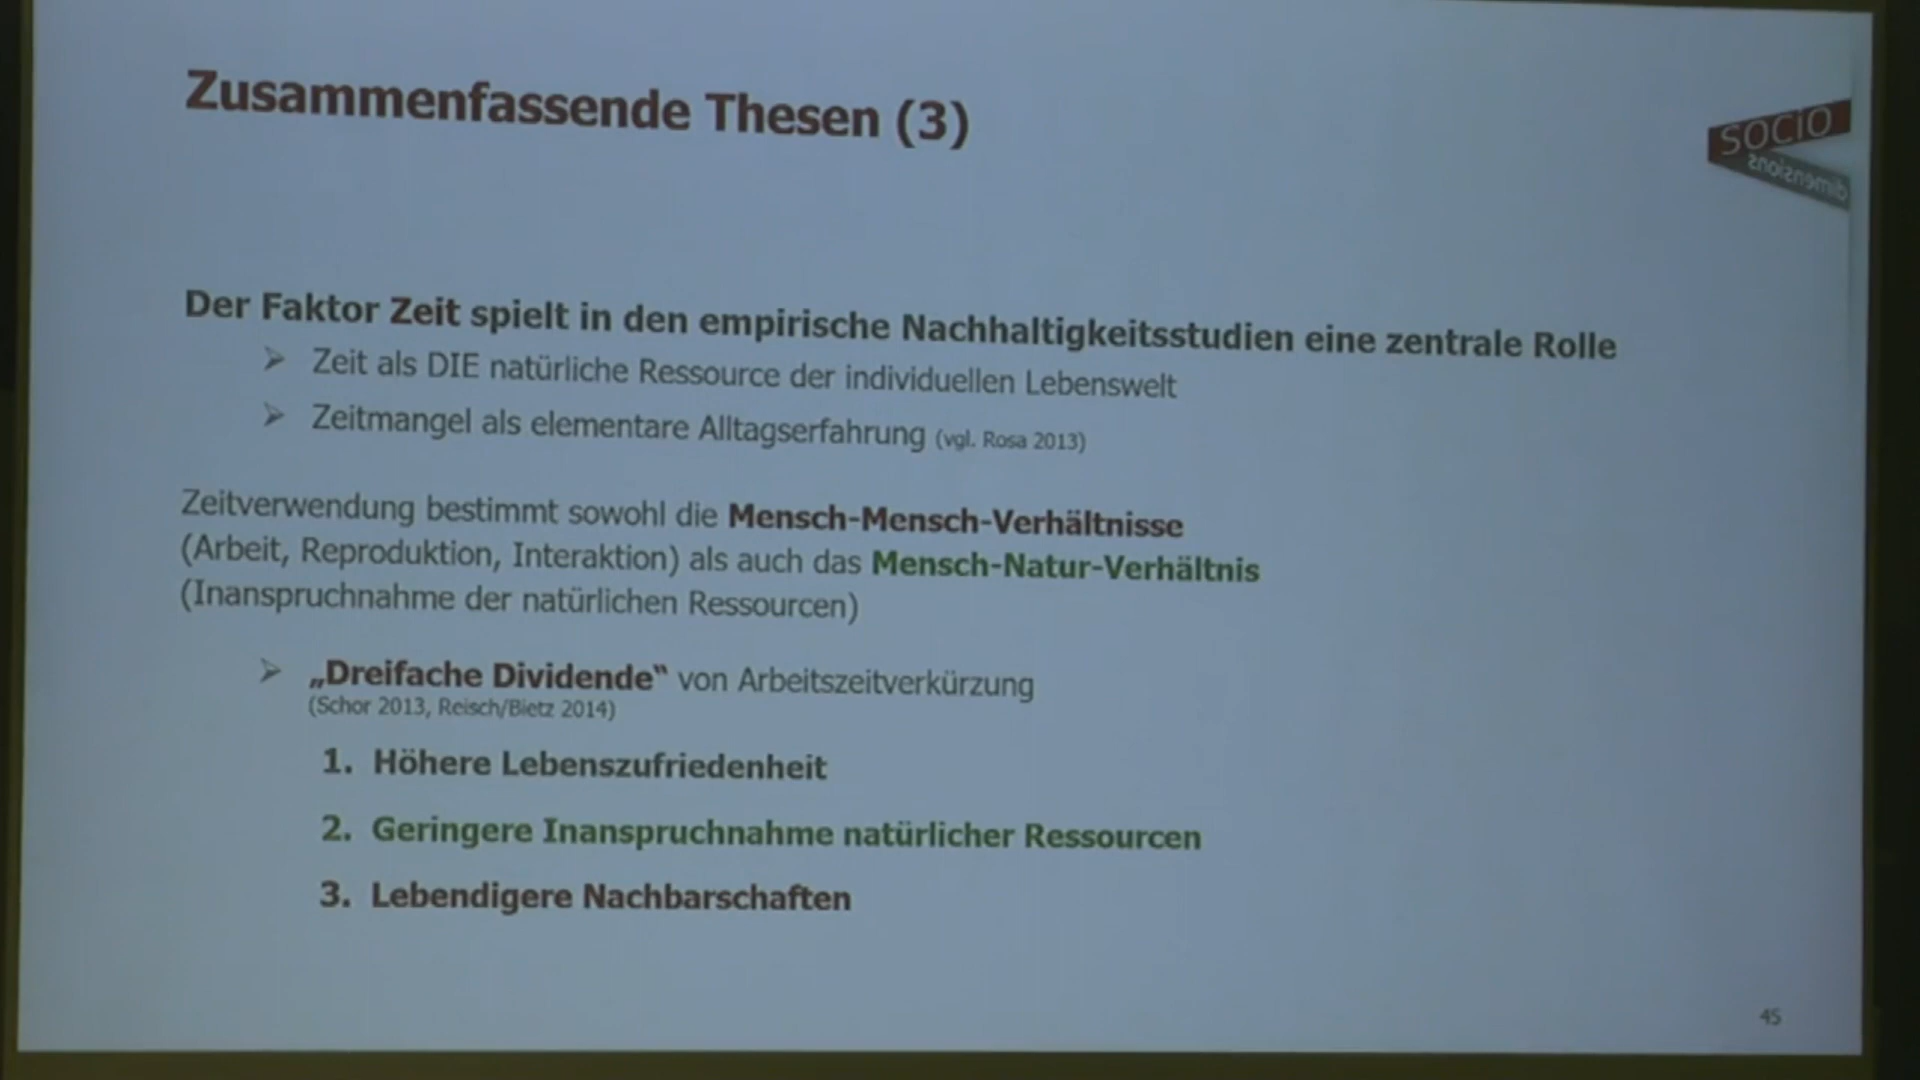 Zusammenfassende Thesen (3)
SOCiO
dimensions
Der Faktor Zeit spielt in den empirische Nachhaltigkeitsstudien eine zentrale Rolle
➢ Zeit als DIE natürliche Ressource der individuellen Lebenswelt
➢ Zeitmangel als elementare Alltagserfahrung (vgl. Rosa 2013)
Zeitverwendung bestimmt sowohl die Mensch-Mensch-Verhältnisse
(Arbeit, Reproduktion, Interaktion) als auch das Mensch-Natur-Verhältnis
(Inanspruchnahme der natürlichen Ressourcen)
➢ „Dreifache Dividende“ von Arbeitszeitverkürzung
(Schor 2013, Reisch/Bietz 2014)
1. Höhere Lebenszufriedenheit
2. Geringere Inanspruchnahme natürlicher Ressourcen
3. Lebendigere Nachbarschaften
45